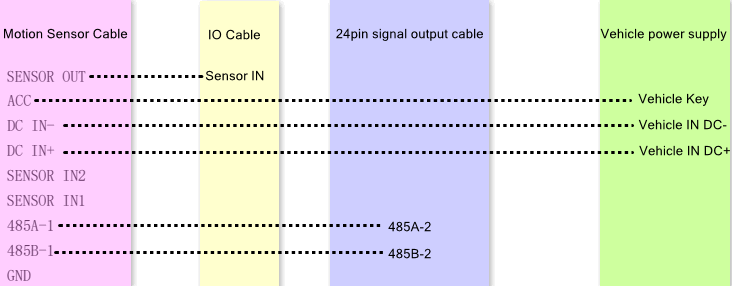 Motion Sensor Cable IO Cable 24pin signal output cable Vehicle power supply
SENSOR OUT Sensor IN
ACC Vehicle Key
DC IN- Vehicle IN DC-
DC IN+ Vehicle IN DC+
SENSOR IN2
SENSOR IN1
485A-1 485A-2
485B-1 485B-2
GND